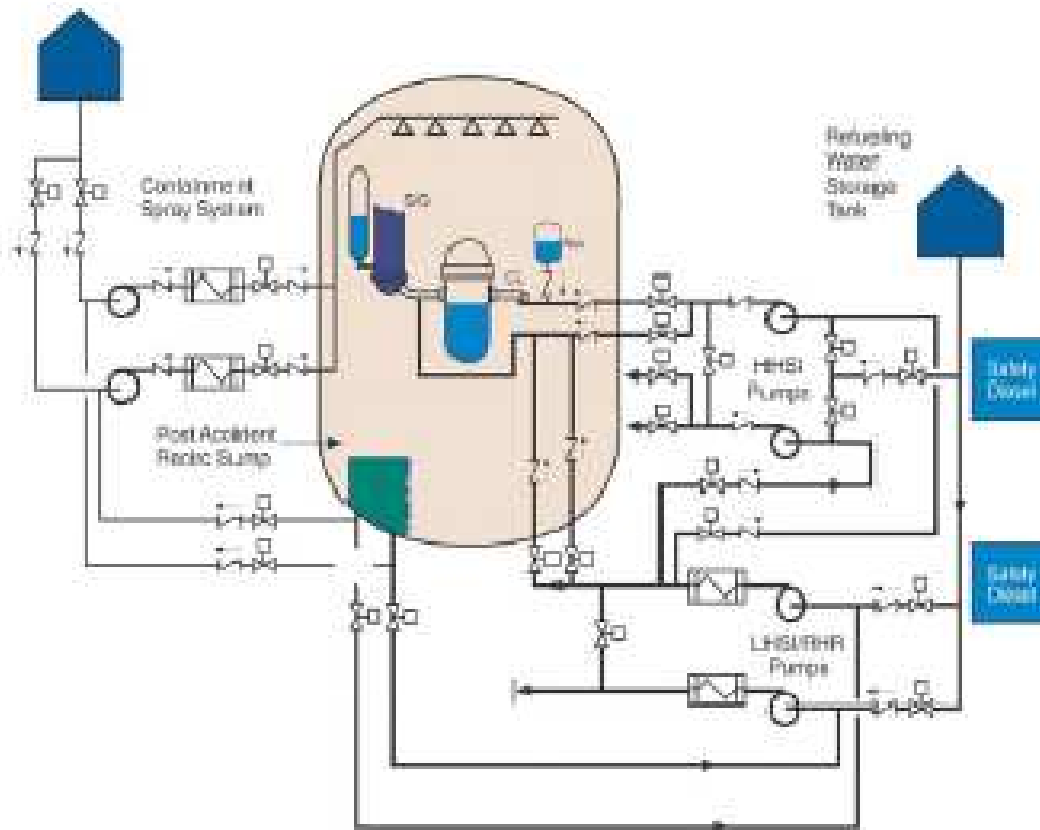 Containment
Spray System
Refueling
Water
Storage
Tank
S/G
HHSI
Pumps
Safety
Diesel
Post Accident
Recirc Sump
Safety
Diesel
LHSI/RHR
Pumps